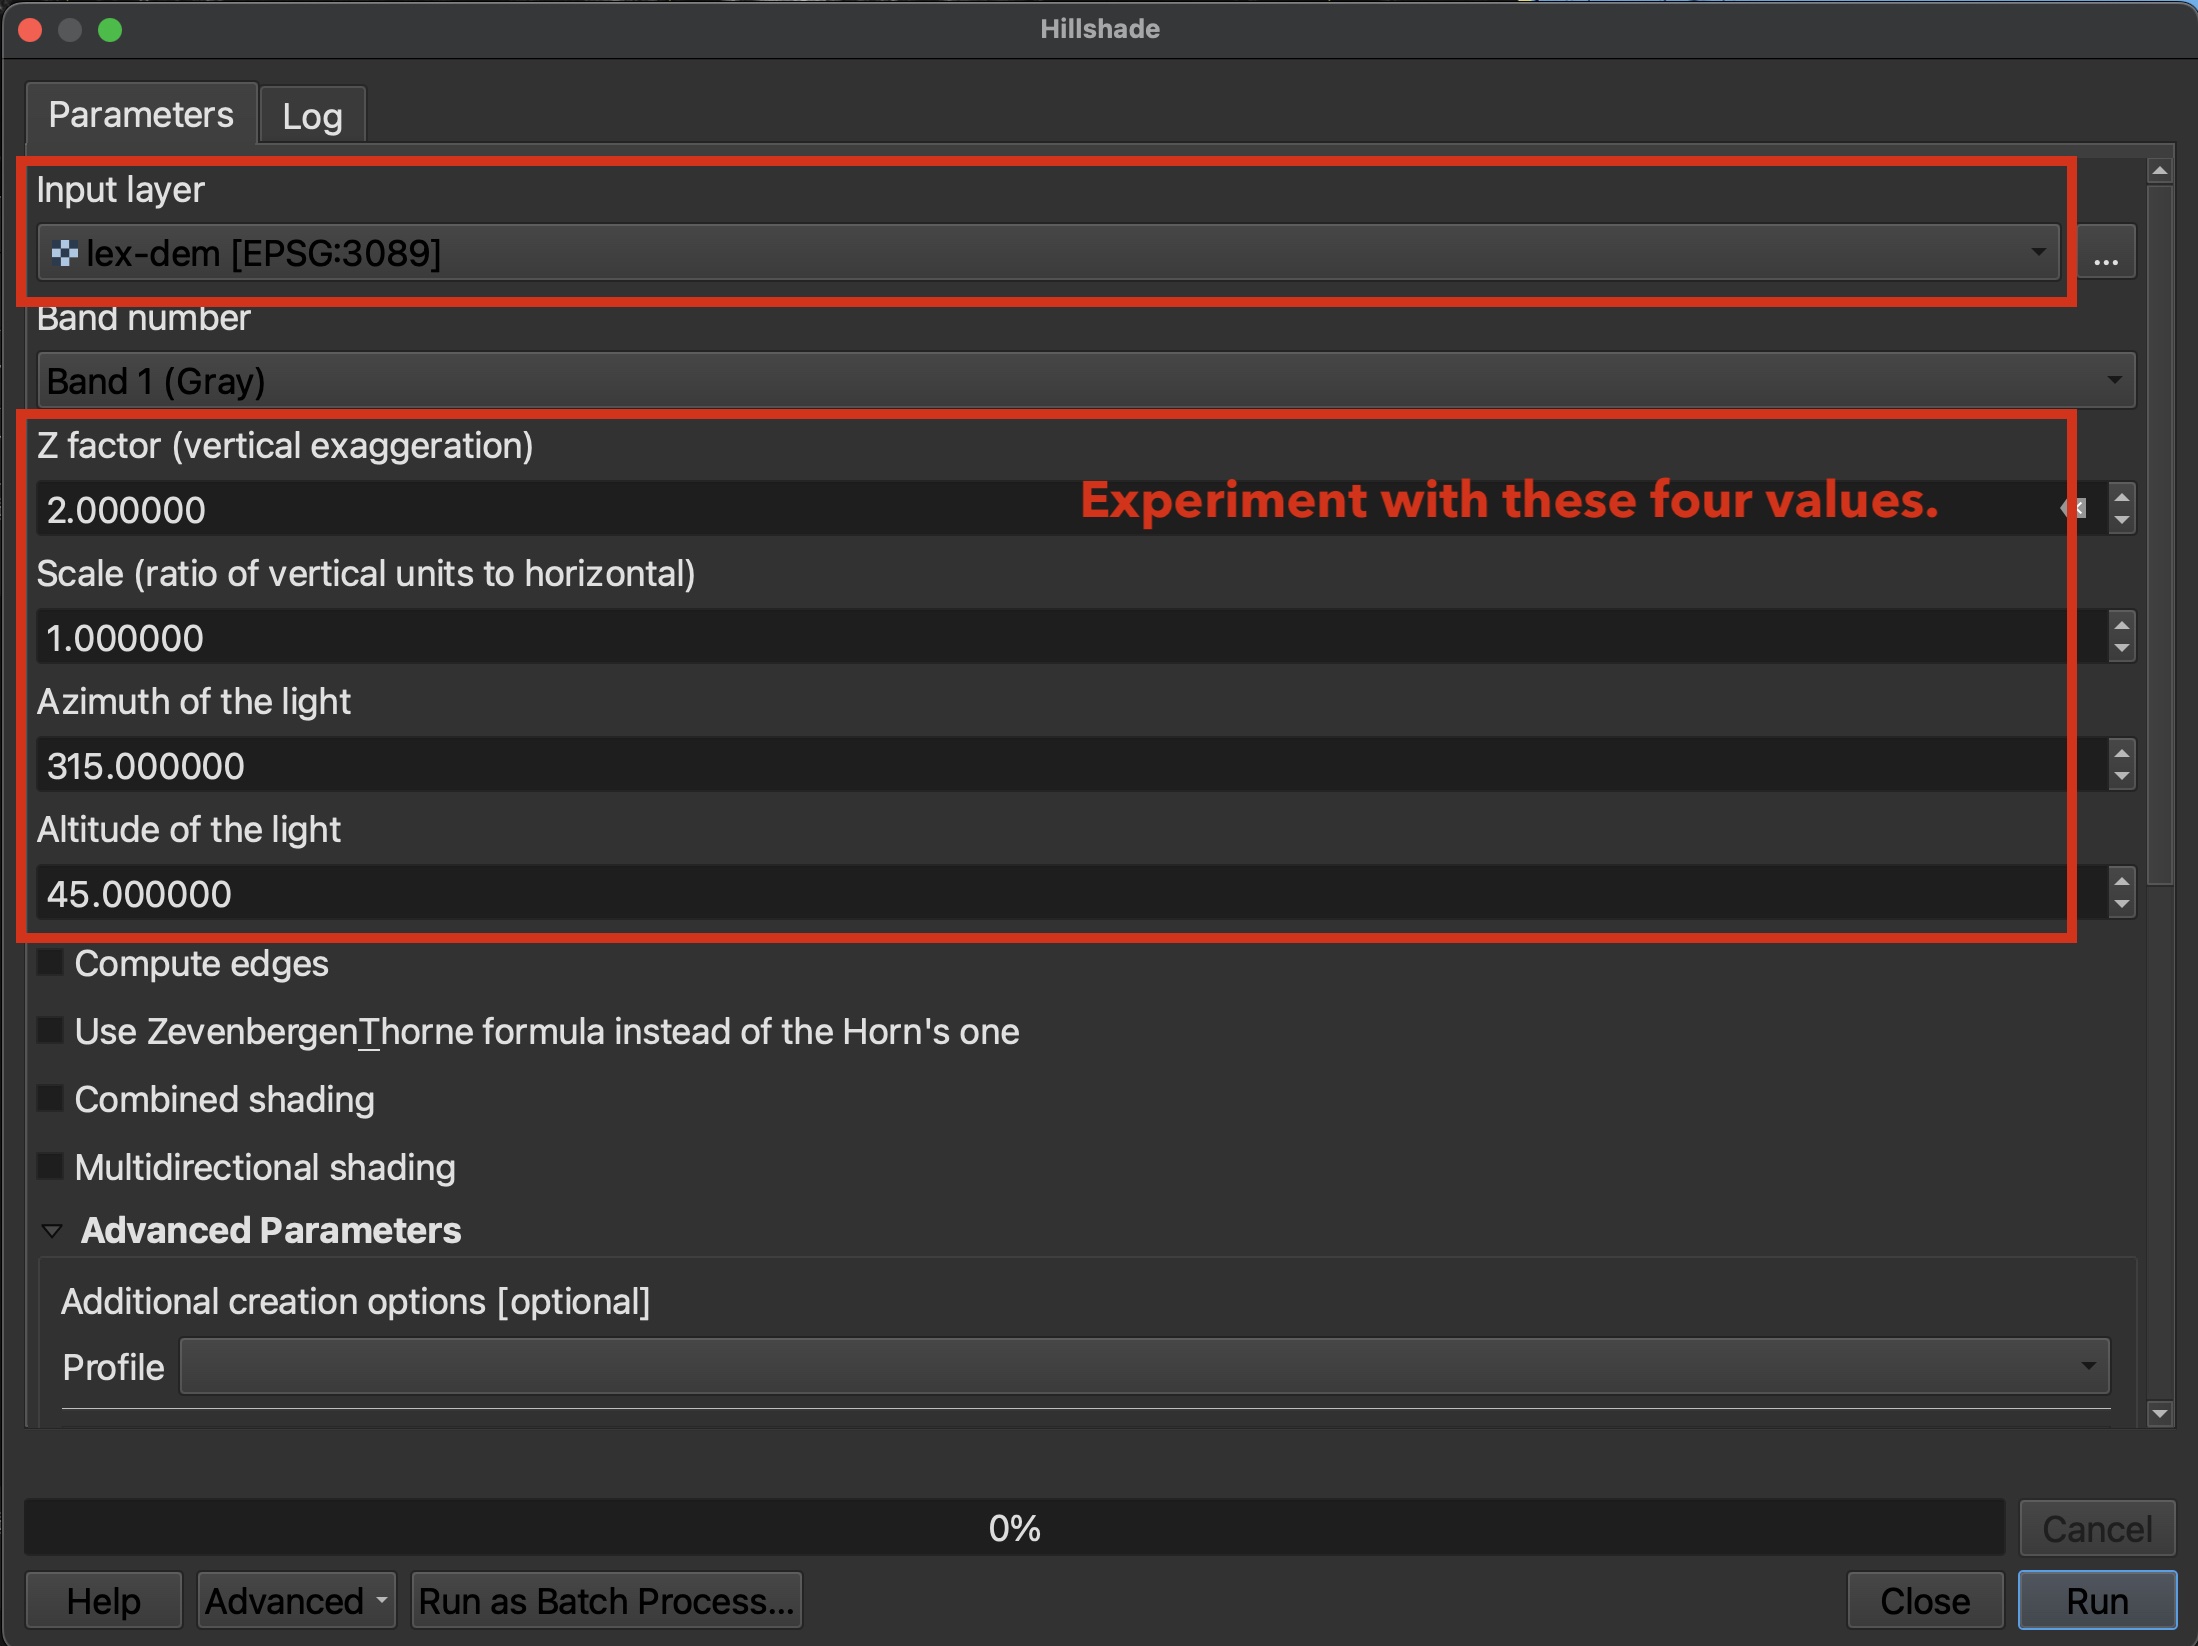 Hillshade
Parameters
Log
Input layer
lex-dem [EPSG:3089]
...
Band number
Band 1 (Gray)
Z factor (vertical exaggeration)
2.000000
Experiment with these four values.
Scale (ratio of vertical units to horizontal)
1.000000
Azimuth of the light
315.000000
Altitude of the light
45.000000
Compute edges
Use ZevenbergenThorne formula instead of the Horn's one
Combined shading
Multidirectional shading
Advanced Parameters
Additional creation options [optional]
Profile
0%
Cancel
Help
Advanced
Run as Batch Process...
Close
Run